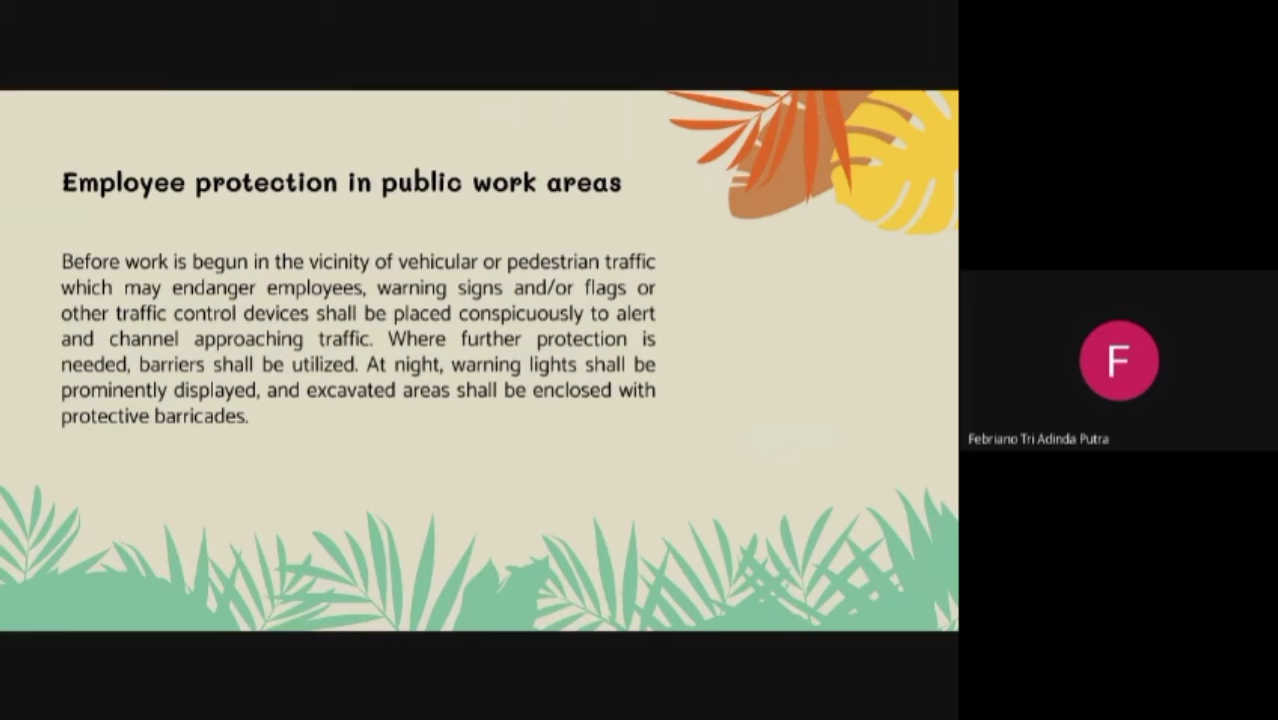 Employee protection in public work areas
Before work is begun in the vicinity of vehicular or pedestrian traffic
which may endanger employees, warning signs and/or flags or
other traffic control devices shall be placed conspicuously to alert
and channel approaching traffic. Where further protection is
needed, barriers shall be utilized. At night, warning lights shall be
prominently displayed, and excavated areas shall be enclosed with
protective barricades.
F
Febriano Tri Adinda Putra